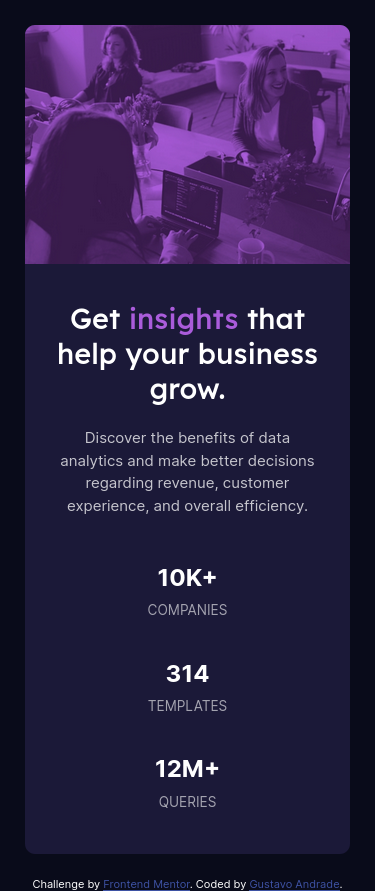 Get insights that
help your business
grow.
Discover the benefits of data
analytics and make better decisions
regarding revenue, customer
experience, and overall efficiency.
10K+
COMPANIES
314
TEMPLATES
12M+
QUERIES
Challenge by Frontend Mentor. Coded by Gustavo Andrade.